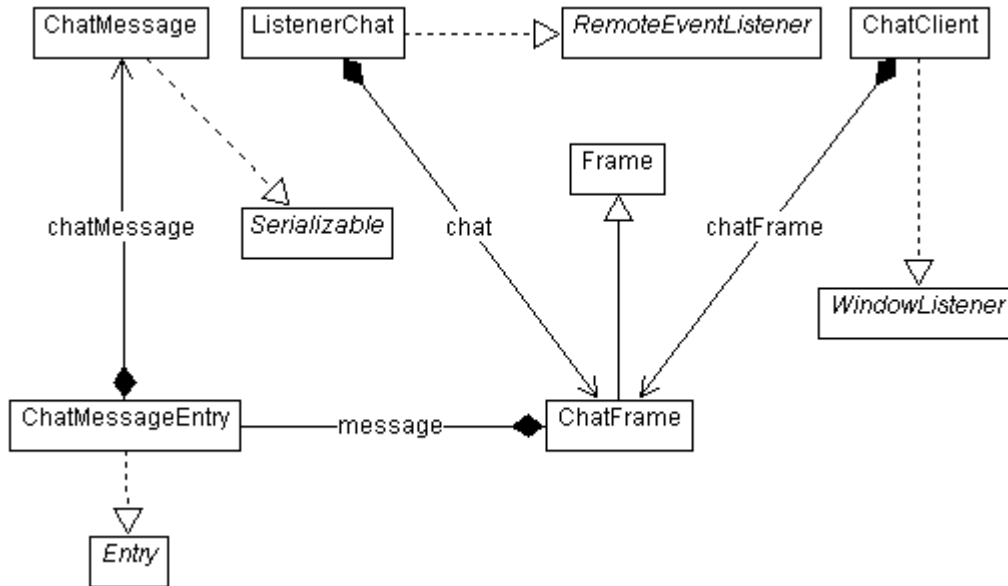 ChatMessage
ListenerChat
RemoteEventListener
ChatClient
Frame
Serializable
chatMessage
chat
chatFrame
WindowListener
ChatMessageEntry
message
ChatFrame
Entry